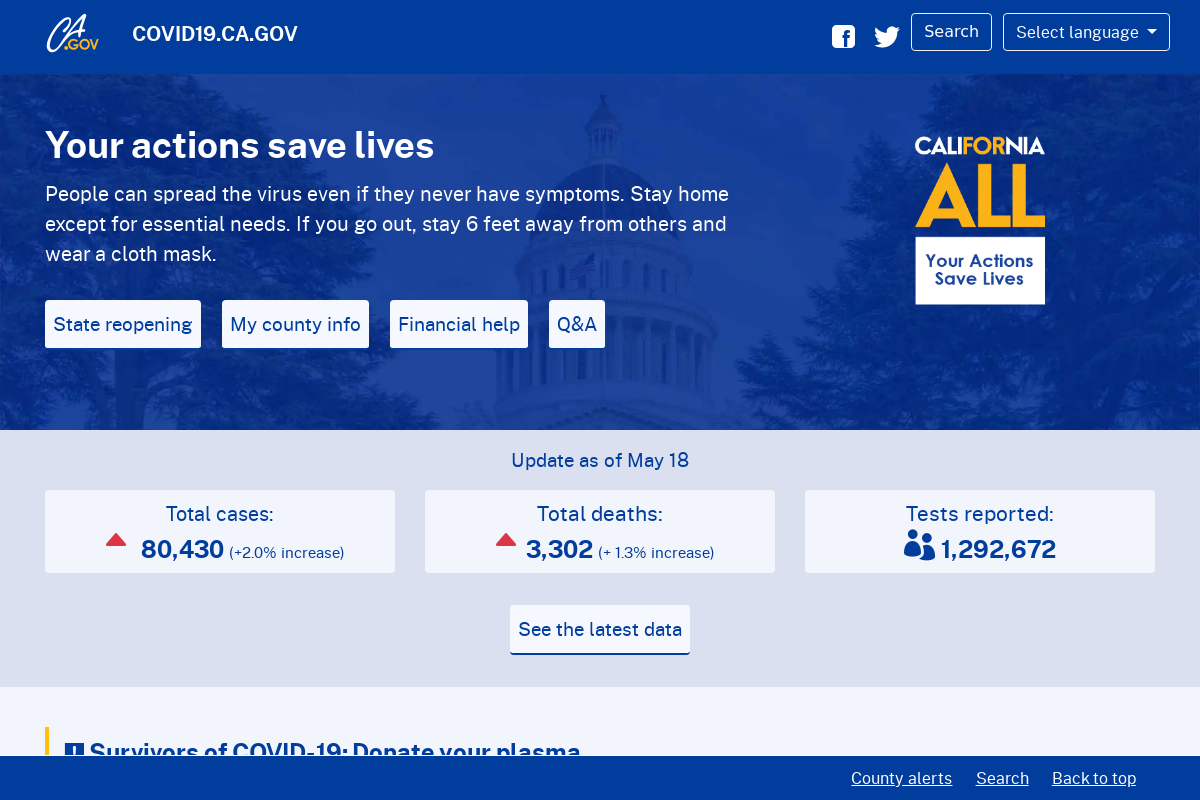 CA.GOV
COVID19.CA.GOV
Search
Select language
Your actions save lives
People can spread the virus even if they never have symptoms. Stay home
except for essential needs. If you go out, stay 6 feet away from others and
wear a cloth mask.
State reopening
My county info
Financial help
Q&A
CALIFORNIA
ALL
Your Actions
Save Lives
Update as of May 18
Total cases:
80,430 (+2.0% increase)
Total deaths:
3,302 (+ 1.3% increase)
Tests reported:
1,292,672
See the latest data
Survivors of COVID-19: Donate your plasma
County alerts
Search
Back to top